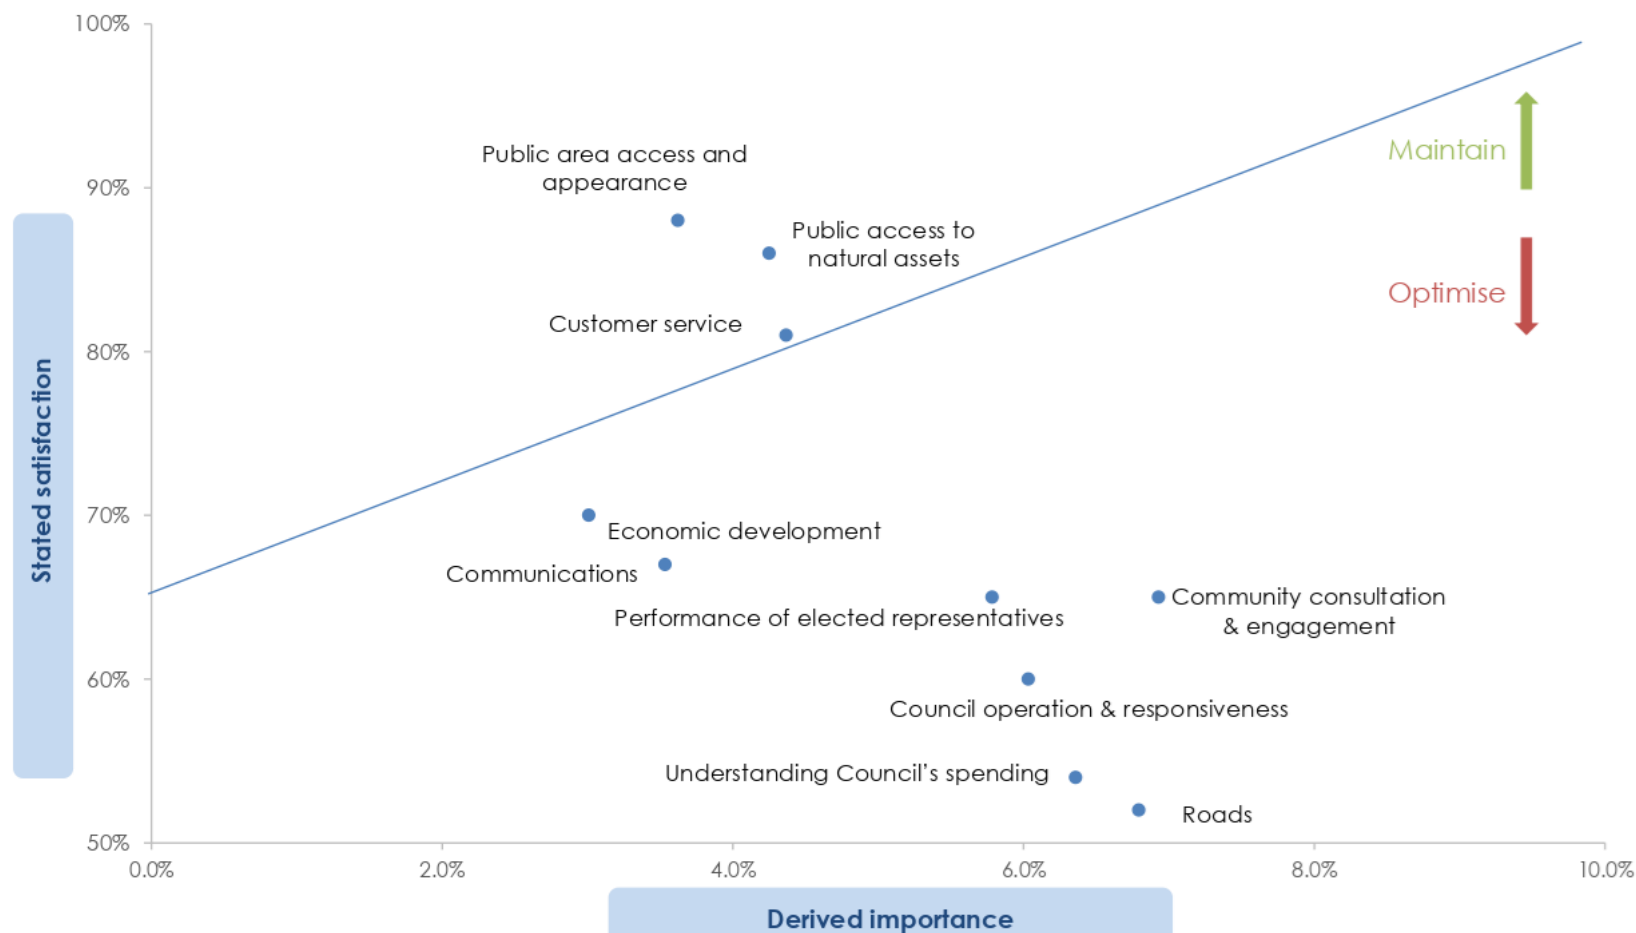 100%
Public area access and
appearance
Maintain
90%
Public access to
natural assets
Optimise
Customer service
80%
Stated satisfaction
70%
Economic development
Communications
Performance of elected representatives
Community consultation
& engagement
60%
Council operation & responsiveness
Understanding Council’s spending
Roads
50%
0.0%
2.0%
4.0%
6.0%
8.0%
10.0%
Derived importance